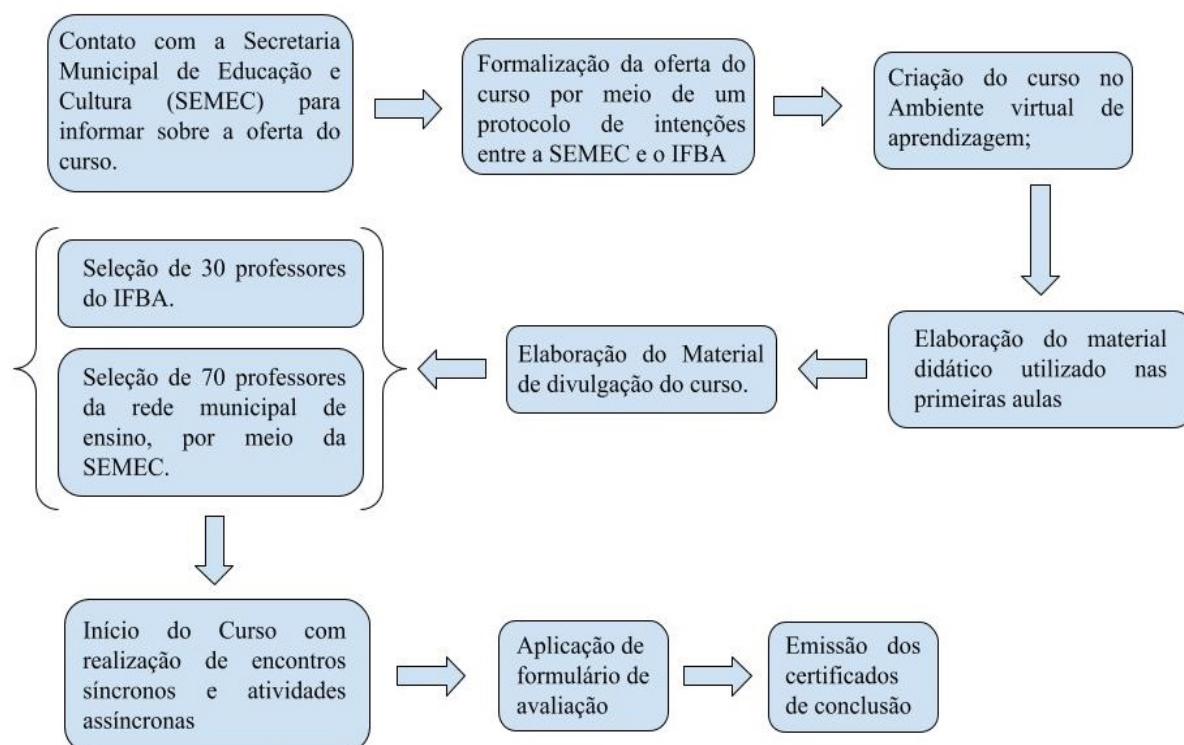 Contato com a Secretaria
Municipal de Educação e
Cultura (SEMEC) para
informar sobre a oferta do
curso.
Formalização da oferta do
curso por meio de um
protocolo de intenções
entre a SEMEC e o IFBA
Criação do curso no
Ambiente virtual de
aprendizagem;
Elaboração do material
didático utilizado nas
primeiras aulas
Elaboração do Material
de divulgação do curso.
Seleção de 30 professores
do IFBA.
Seleção de 70 professores
da rede municipal de
ensino, por meio da
SEMEC.
Início do Curso com
realização de encontros
síncronos e atividades
assíncronas
Aplicação de
formulário de
avaliação
Emissão dos
certificados
de conclusão